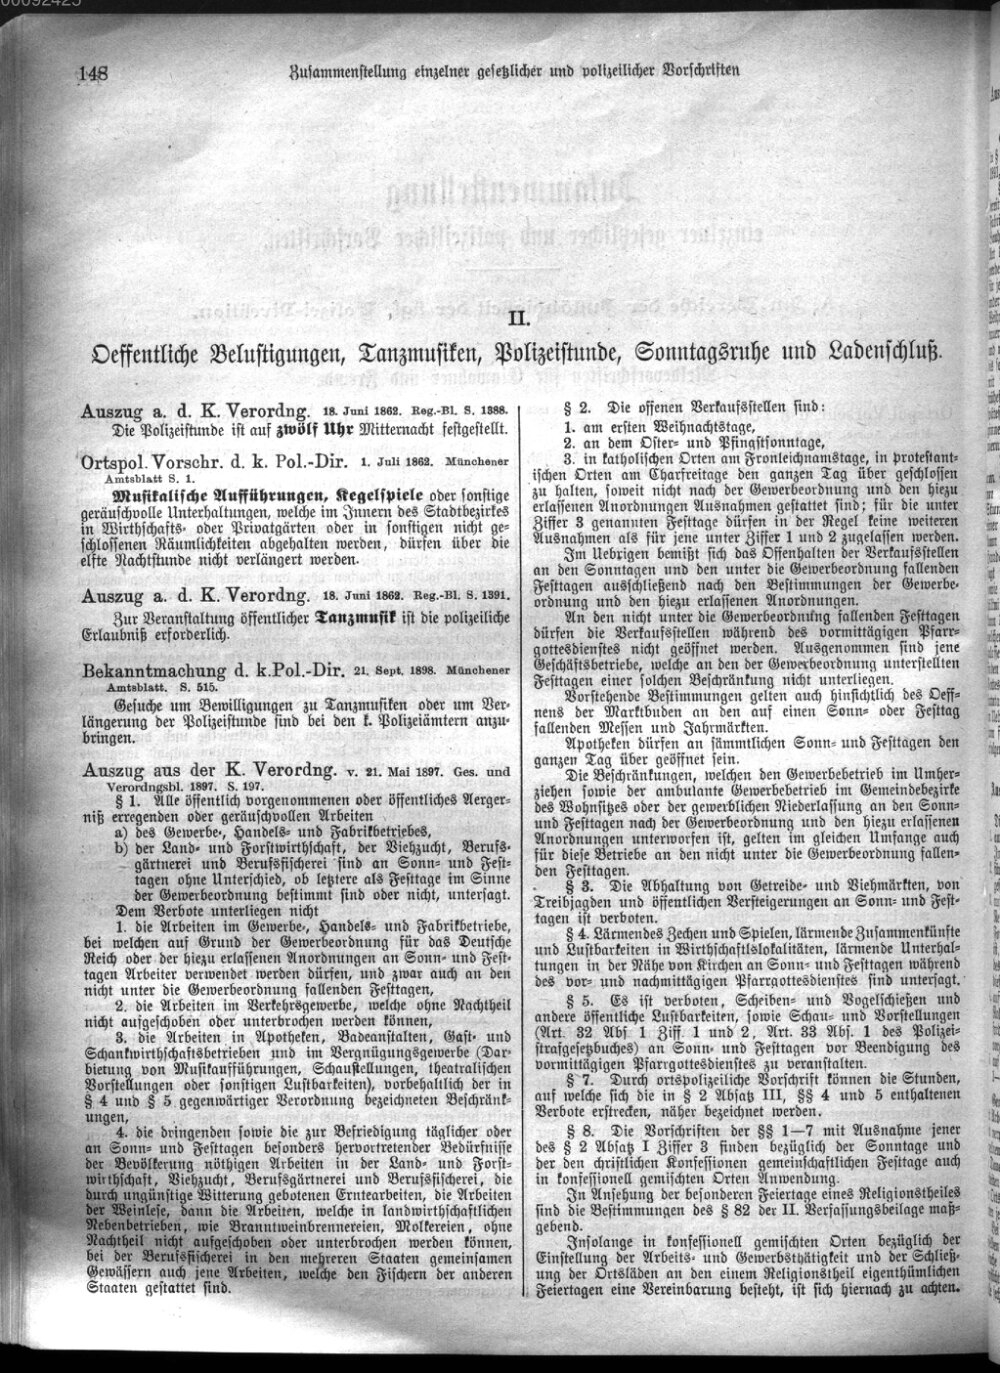 00092425
148
Zusammenstellung einzelner gesetzlicher und polizeilicher Vorschriften
II.
Oeffentliche Belustigungen, Tanzmusiken, Polizeistunde, Sonntagsruhe und Ladenschluß.
Auszug a. d. K. Verordng. 18. Juni 1862. Reg.-Bl. S. 1388.
Die Polizeistunde ist auf zwölf Uhr Mitternacht festgestellt.
Ortspol. Vorschr. d. k. Pol.-Dir. 1. Juli 1862. Münchener
Amtsblatt S. 1.
Musikalische Aufführungen, Kegelspiele oder sonstige
geräuschvolle Unterhaltungen, welche im Innern des Stadtbezirkes
in Wirthschafts- oder Privatgärten oder in sonstigen nicht ge-
schlossenen Räumlichkeiten abgehalten werden, dürfen über die
elfte Nachtstunde nicht verlängert werden.
Auszug a. d. K. Verordng. 18. Juni 1862. Reg.-Bl. S. 1391.
Zur Veranstaltung öffentlicher Tanzmusik ist die polizeiliche
Erlaubniß erforderlich.
Bekanntmachung d. k. Pol.-Dir. 21. Sept. 1898. Münchener
Amtsblatt. S. 515.
Gesuche um Bewilligungen zu Tanzmusiken oder um Ver-
längerung der Polizeistunde sind bei den k. Polizeiämtern anzu-
bringen.
Auszug aus der K. Verordng. v. 21. Mai 1897. Ges. und
Verordngsbl. 1897. S. 197.
§ 1. Alle öffentlich vorgenommenen oder öffentliches Aerger-
niß erregenden oder geräuschvollen Arbeiten
a) des Gewerbe-, Handels- und Fabrikbetriebes,
b) der Land- und Forstwirthschaft, der Viehzucht, Berufs-
gärtnerei und Berufsfischerei sind an Sonn- und Fest-
tagen ohne Unterschied, ob letztere als Festtage im Sinne
der Gewerbeordnung bestimmt sind oder nicht, untersagt.
Dem Verbote unterliegen nicht
1. die Arbeiten im Gewerbe-, Handels- und Fabrikbetriebe,
bei welchen auf Grund der Gewerbeordnung für das Deutsche
Reich oder der hiezu erlassenen Anordnungen an Sonn- und Fest-
tagen Arbeiter verwendet werden dürfen, und zwar auch an den
nicht unter die Gewerbeordnung fallenden Festtagen,
2. die Arbeiten im Verkehrsgewerbe, welche ohne Nachtheil
nicht aufgeschoben oder unterbrochen werden können,
3. die Arbeiten in Apotheken, Badeanstalten, Gast- und
Schankwirthschaftsbetrieben und im Vergnügungsgewerbe (Dar-
bietung von Musikaufführungen, Schaustellungen, theatralischen
Vorstellungen oder sonstigen Lustbarkeiten), vorbehaltlich der in
§ 4 und § 5 gegenwärtiger Verordnung bezeichneten Beschränk-
ungen,
4. die dringenden sowie die zur Befriedigung täglicher oder
an Sonn- und Festtagen besonders hervortretender Bedürfnisse
der Bevölkerung nöthigen Arbeiten in der Land- und Forst-
wirthschaft, Viehzucht, Berufsgärtnerei und Berufsfischerei, die
durch ungünstige Witterung gebotenen Erntearbeiten, die Arbeiten
der Weinlese, dann die Arbeiten, welche in landwirthschaftlichen
Nebenbetrieben, wie Branntweinbrennereien, Molkereien, ohne
Nachtheil nicht aufgeschoben oder unterbrochen werden können,
bei der Berufsfischerei in den mehreren Staaten gemeinsamen
Gewässern auch jene Arbeiten, welche den Fischern der anderen
Staaten gestattet sind.
§ 2. Die offenen Verkaufsstellen sind:
1. am ersten Weihnachtstage,
2. an dem Oster- und Pfingstsonntage,
3. in katholischen Orten am Fronleichnamstage, in protestant-
ischen Orten am Charfreitage den ganzen Tag über geschlossen
zu halten, soweit nicht nach der Gewerbeordnung und den hiezu
erlassenen Anordnungen Ausnahmen gestattet sind; für die unter
Ziffer 3 genannten Festtage dürfen in der Regel keine weiteren
Ausnahmen als für jene unter Ziffer 1 und 2 zugelassen werden.
Im Uebrigen bemißt sich das Offenhalten der Verkaufsstellen
an den Sonntagen und den unter die Gewerbeordnung fallenden
Festtagen ausschließend nach den Bestimmungen der Gewerbe-
ordnung und den hiezu erlassenen Anordnungen.
An den nicht unter die Gewerbeordnung fallenden Festtagen
dürfen die Verkaufsstellen während des vormittägigen Pfarr-
gottesdienstes nicht geöffnet werden. Ausgenommen sind jene
Geschäftsbetriebe, welche an den der Gewerbeordnung unterstellten
Festtagen einer solchen Beschränkung nicht unterliegen.
Vorstehende Bestimmungen gelten auch hinsichtlich des Oeff-
nens der Marktbuden an den auf einen Sonn- oder Festtag
fallenden Messen und Jahrmärkten.
Apotheken dürfen an sämmtlichen Sonn- und Festtagen den
ganzen Tag über geöffnet sein.
Die Beschränkungen, welchen den Gewerbebetrieb im Umher-
ziehen sowie der ambulante Gewerbebetrieb im Gemeindebezirke
des Wohnsitzes oder der gewerblichen Niederlassung an den Sonn-
und Festtagen nach der Gewerbeordnung und den hiezu erlassenen
Anordnungen unterworfen ist, gelten im gleichen Umfange auch
für diese Betriebe an den nicht unter die Gewerbeordnung fallen-
den Festtagen.
§ 3. Die Abhaltung von Getreide- und Viehmärkten, von
Treibjagden und öffentlichen Versteigerungen an Sonn- und Fest-
tagen ist verboten.
§ 4. Lärmendes Zechen und Spielen, lärmende Zusammenkünfte
und Lustbarkeiten in Wirthschaftslokalitäten, lärmende Unterhal-
tungen in der Nähe von Kirchen an Sonn- und Festtagen während
des vor- und nachmittägigen Pfarrgottesdienstes sind untersagt.
§ 5. Es ist verboten, Scheiben- und Vogelschießen und
andere öffentliche Lustbarkeiten, sowie Schau- und Vorstellungen
(Art. 32 Abs 1 Ziff. 1 und 2, Art. 33 Abs. 1 des Polizei-
strafgesetzbuches) an Sonn- und Festtagen vor Beendigung des
vormittägigen Pfarrgottesdienstes zu veranstalten.
§ 7. Durch ortspolizeiliche Vorschrift können die Stunden,
auf welche sich die in § 2 Absatz III, §§ 4 und 5 enthaltenen
Verbote erstrecken, näher bezeichnet werden.
§ 8. Die Vorschriften der §§ 1—7 mit Ausnahme jener
des § 2 Absatz I Ziffer 3 finden bezüglich der Sonntage und
der den christlichen Konfessionen gemeinschaftlichen Festtage auch
in konfessionell gemischten Orten Anwendung.
In Ansehung der besonderen Feiertage eines Religionstheiles
sind die Bestimmungen des § 82 der II. Verfassungsbeilage maß-
gebend.
Insolange in konfessionell gemischten Orten bezüglich der
Einstellung der Arbeits- und Gewerbsthätigkeit und der Schließ-
ung der Ortsläden an den einem Religionstheil eigenthümlichen
Feiertagen eine Vereinbarung besteht, ist sich hiernach zu achten.